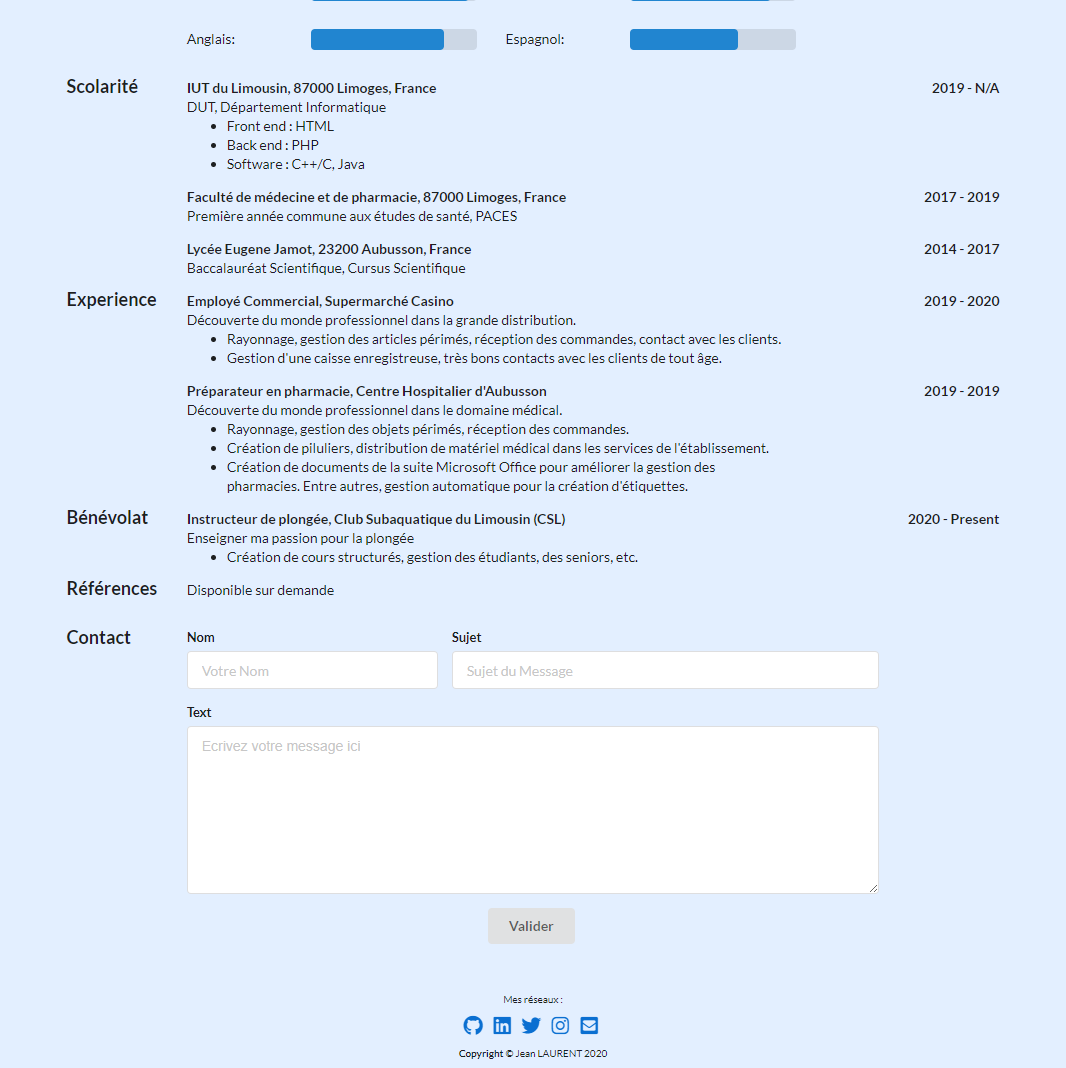 Anglais: Espagnol:
Scolarité
IUT du Limousin, 87000 Limoges, France 2019 - N/A
DUT, Département Informatique
Front end : HTML
Back end : PHP
Software : C++/C, Java
Faculté de médecine et de pharmacie, 87000 Limoges, France 2017 - 2019
Première année commune aux études de santé, PACES
Lycée Eugene Jamot, 23200 Aubusson, France 2014 - 2017
Baccalauréat Scientifique, Cursus Scientifique
Experience
Employé Commercial, Supermarché Casino 2019 - 2020
Découverte du monde professionnel dans la grande distribution.
Rayonnage, gestion des articles périmés, réception des commandes, contact avec les clients.
Gestion d'une caisse enregistreuse, très bons contacts avec les clients de tout âge.
Préparateur en pharmacie, Centre Hospitalier d'Aubusson 2019 - 2019
Découverte du monde professionnel dans le domaine médical.
Rayonnage, gestion des objets périmés, réception des commandes.
Création de piluliers, distribution de matériel médical dans les services de l'établissement.
Création de documents de la suite Microsoft Office pour améliorer la gestion des
pharmacies. Entre autres, gestion automatique pour la création d'étiquettes.
Bénévolat
Instructeur de plongée, Club Subaquatique du Limousin (CSL) 2020 - Present
Enseigner ma passion pour la plongée
Création de cours structurés, gestion des étudiants, des seniors, etc.
Références
Disponible sur demande
Contact
Nom Sujet
Votre Nom Sujet du Message
Text
Ecrivez votre message ici
Valider
Mes réseaux :
Copyright © Jean LAURENT 2020